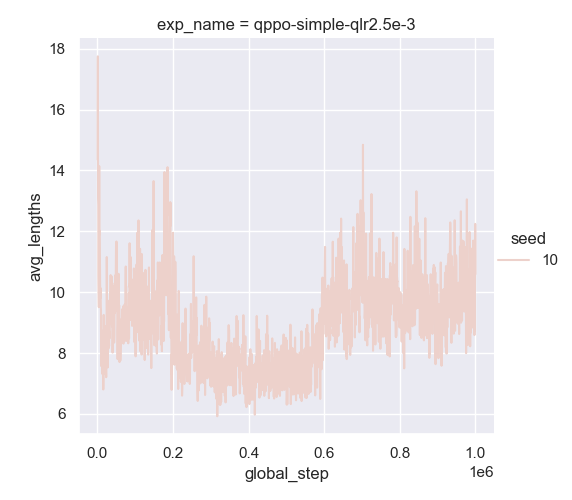 exp_name = qppo-simple-qlr2.5e-3
18
16
14
12
10
8
6
avg_lengths
seed
10
0.0 0.2 0.4 0.6 0.8 1.0
1e6
global_step